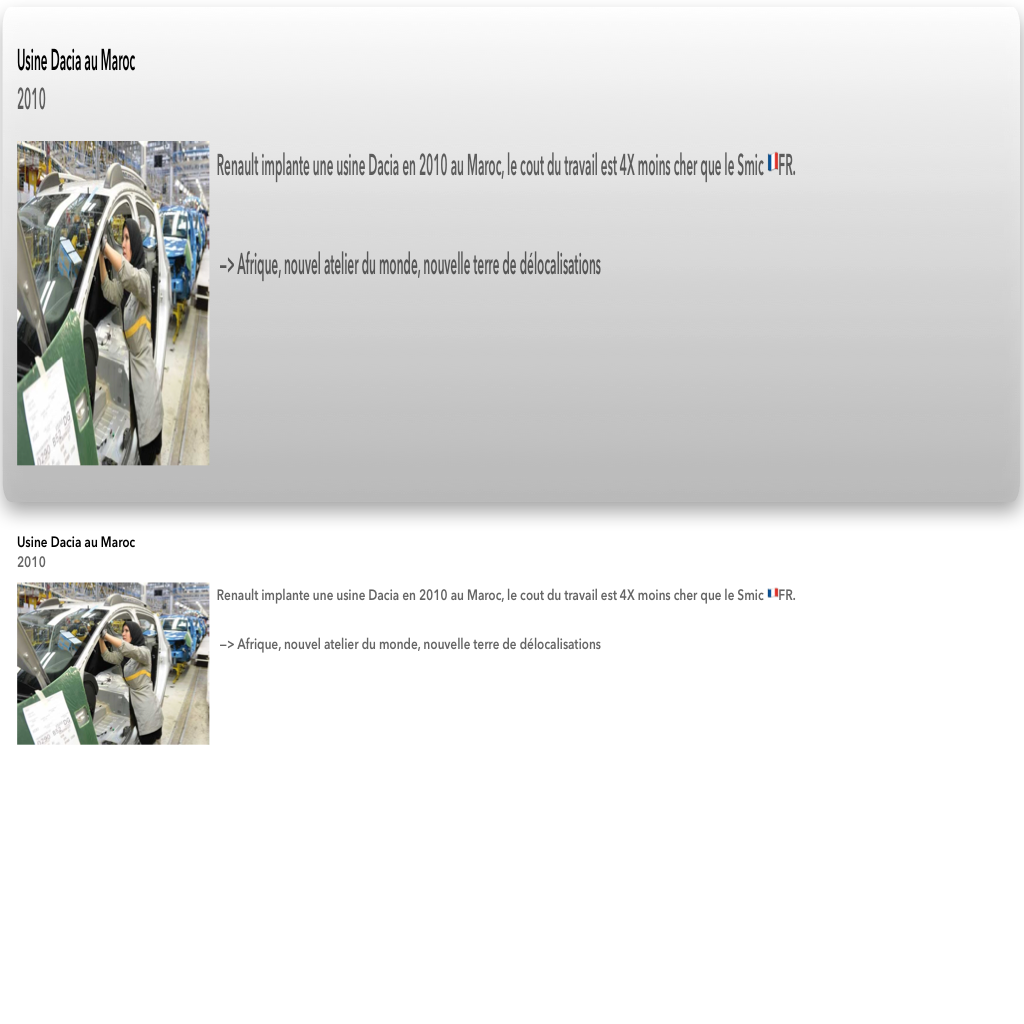 Usine Dacia au Maroc
2010
Renault implante une usine Dacia en 2010 au Maroc, le cout du travail est 4X moins cher que le Smic 🇫🇷FR.
–> Afrique, nouvel atelier du monde, nouvelle terre de délocalisations
Usine Dacia au Maroc
2010
Renault implante une usine Dacia en 2010 au Maroc, le cout du travail est 4X moins cher que le Smic 🇫🇷FR.
–> Afrique, nouvel atelier du monde, nouvelle terre de délocalisations